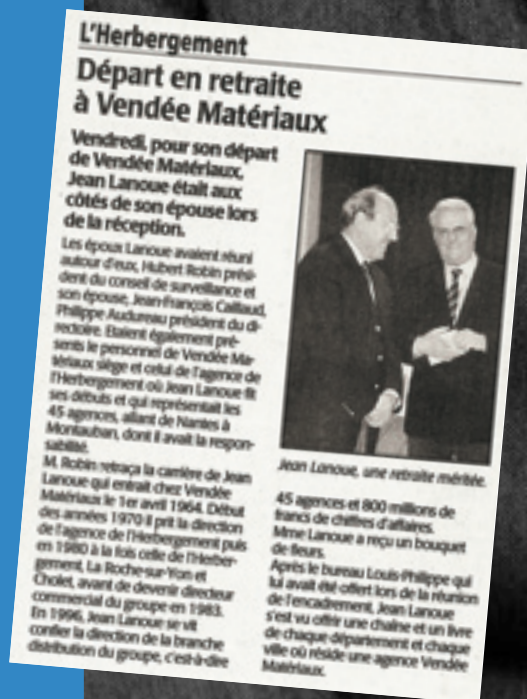 L'Herbergement
Départ en retraite
à Vendée Matériaux
Vendredi, pour son départ
de Vendée Matériaux,
Jean Lanoue était aux
côtés de son épouse lors
de la réception.
Les époux Lanoue avaient réuni
autour d'eux, Hubert Robin prési-
dent du conseil de surveillance et
son épouse, Jean-François Caillaud,
Philippe Audureau président du di-
rectoire. Etaient également pré-
sents le personnel de Vendée Ma-
tériaux siège et celui de l'agence de
l'Herbergement où Jean Lanoue fit
ses débuts et qui représentait les
45 agences, allant de Nantes à
Montauban, dont il avait la respon-
sabilité.
M. Robin retraça la carrière de Jean
Lanoue qui entrait chez Vendée
Matériaux le 1er avril 1964. Début
des années 1970 il prit la direction
de l'agence de l'Herbergement puis
en 1980 à la fois celle de l'Herber-
gement, La Roche-sur-Yon et
Cholet, avant de devenir directeur
commercial du groupe en 1983.
En 1996, Jean Lanoue se vit
confier la direction de la branche
distribution du groupe, c'est-à-dire
Jean Lanoue, une retraite méritée.
45 agences et 800 millions de
francs de chiffres d'affaires.
Mme Lanoue a reçu un bouquet
de fleurs.
Après le bureau Louis-Philippe qui
lui avait été offert lors de la réunion
de l'encadrement, Jean Lanoue
s'est vu offrir une chaîne et un livre
de chaque département et chaque
ville où réside une agence Vendée
Matériaux.